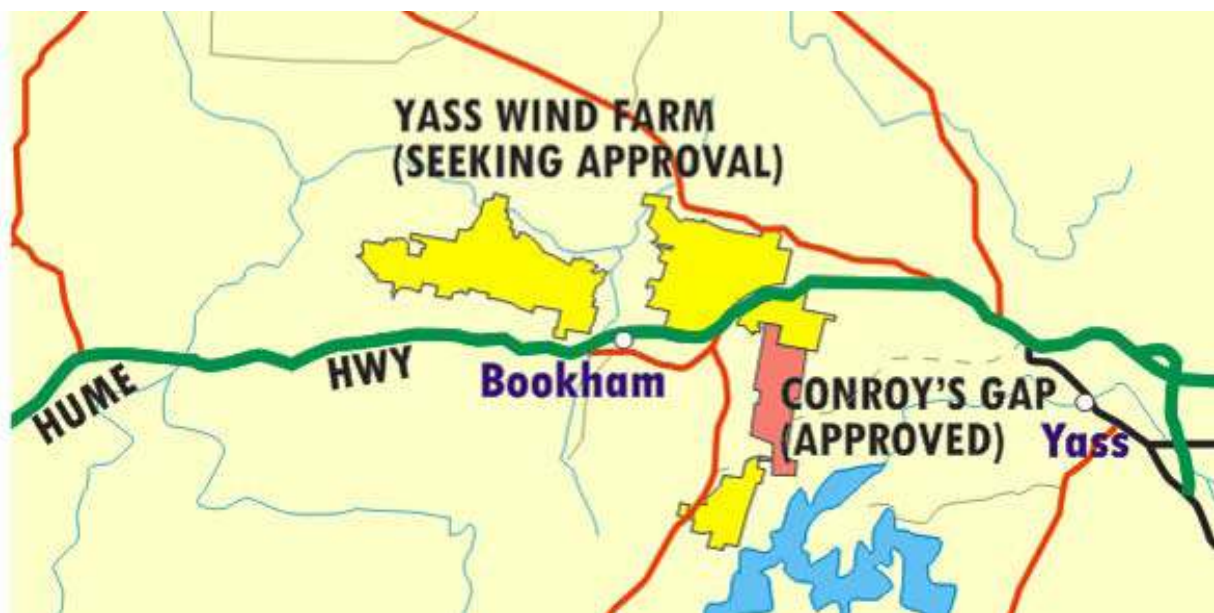 YASS WIND FARM
(SEEKING APPROVAL)
HUME
HWY
Bookham
CONROY'S GAP
(APPROVED)
Yass